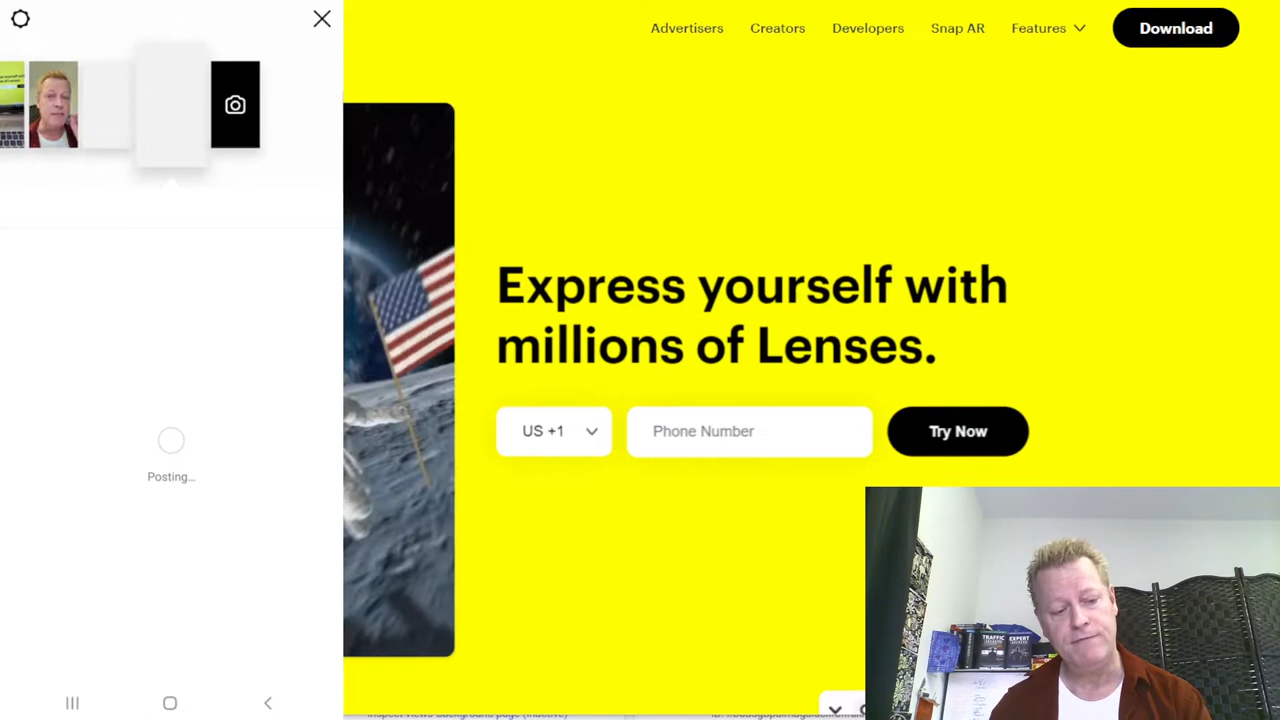 Advertisers Creators Developers Snap AR Features Download
Express yourself with
millions of Lenses.
US +1 Phone Number Try Now
Posting...
TRAFFIC EXPERT